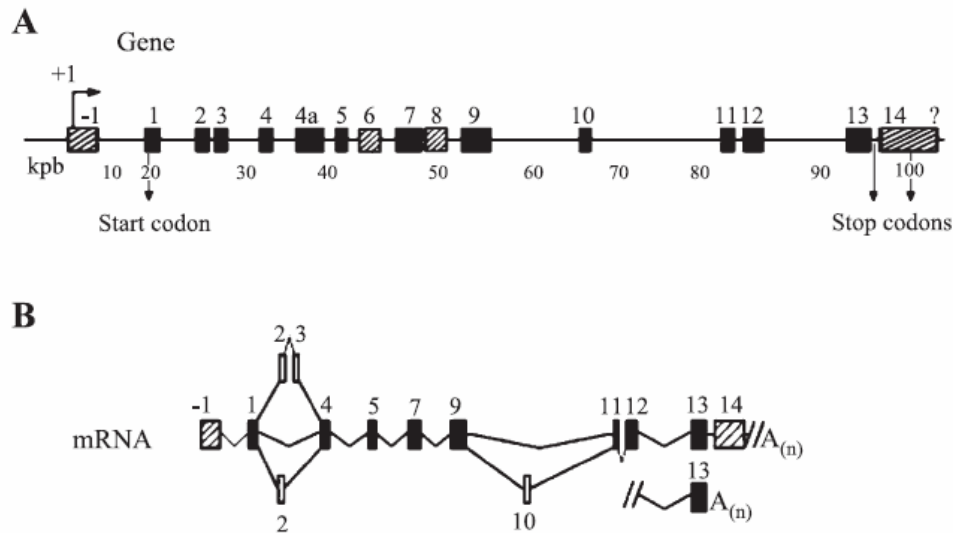 A
Gene
+1
-1 1 2 3 4 4a 5 6 7 8 9 10 11 12 13 14 ?
kpb 10 20 30 40 50 60 70 80 90 100
Start codon Stop codons
B
2 3
-1 1 4 5 7 9 11 12 13 14
mRNA A(n)
13
A(n)
2 10